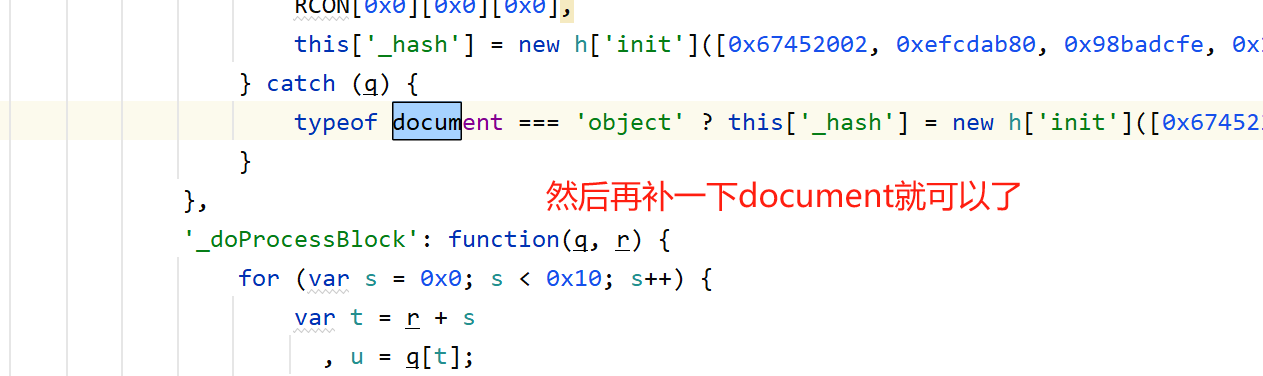 RCON[0x0][0x0][0x0],
this['_hash'] = new h['init']([0x67452002, 0xefcdab80, 0x98badcfe, 0x
} catch (q) {
typeof document === 'object' ? this['_hash'] = new h['init']([0x67452
}
},
然后再补一下document就可以了
'_doProcessBlock': function(q, r) {
for (var s = 0x0; s < 0x10; s++) {
var t = r + s
, u = q[t];